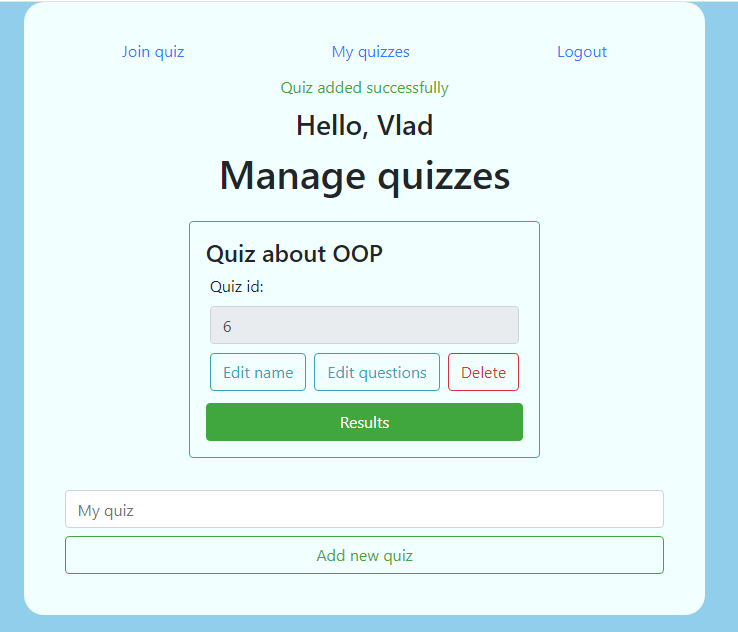 Join quiz My quizzes Logout
Quiz added successfully
Hello, Vlad
Manage quizzes
Quiz about OOP
Quiz id:
6
Edit name Edit questions Delete
Results
My quiz
Add new quiz